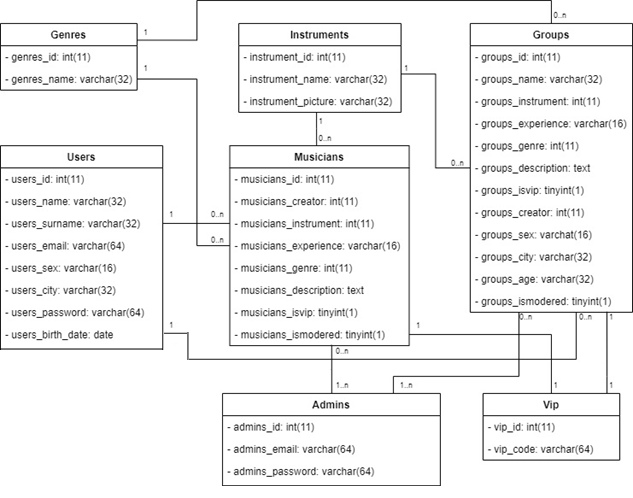 Genres
- genres_id: int(11)
- genres_name: varchar(32)
Instruments
- instrument_id: int(11)
- instrument_name: varchar(32)
- instrument_picture: varchar(32)
Groups
- groups_id: int(11)
- groups_name: varchar(32)
- groups_instrument: int(11)
- groups_experience: varchar(16)
- groups_genre: int(11)
- groups_description: text
- groups_isvip: tinyint(1)
- groups_creator: int(11)
- groups_sex: varchat(16)
- groups_city: varchar(32)
- groups_age: varchar(32)
- groups_ismodered: tinyint(1)
Users
- users_id: int(11)
- users_name: varchar(32)
- users_surname: varchar(32)
- users_email: varchar(64)
- users_sex: varchar(16)
- users_city: varchar(32)
- users_password: varchar(64)
- users_birth_date: date
Musicians
- musicians_id: int(11)
- musicians_creator: int(11)
- musicians_instrument: int(11)
- musicians_experience: varchar(16)
- musicians_genre: int(11)
- musicians_description: text
- musicians_isvip: tinyint(1)
- musicians_ismodered: tinyint(1)
Admins
- admins_id: int(11)
- admins_email: varchar(64)
- admins_password: varchar(64)
Vip
- vip_id: int(11)
- vip_code: varchar(64)
1
0..n
1
0..n
1
0..n
1
0..n
1
0..n
1
0..n
0..n
1..n
0..n
1..n
1
1
1
1